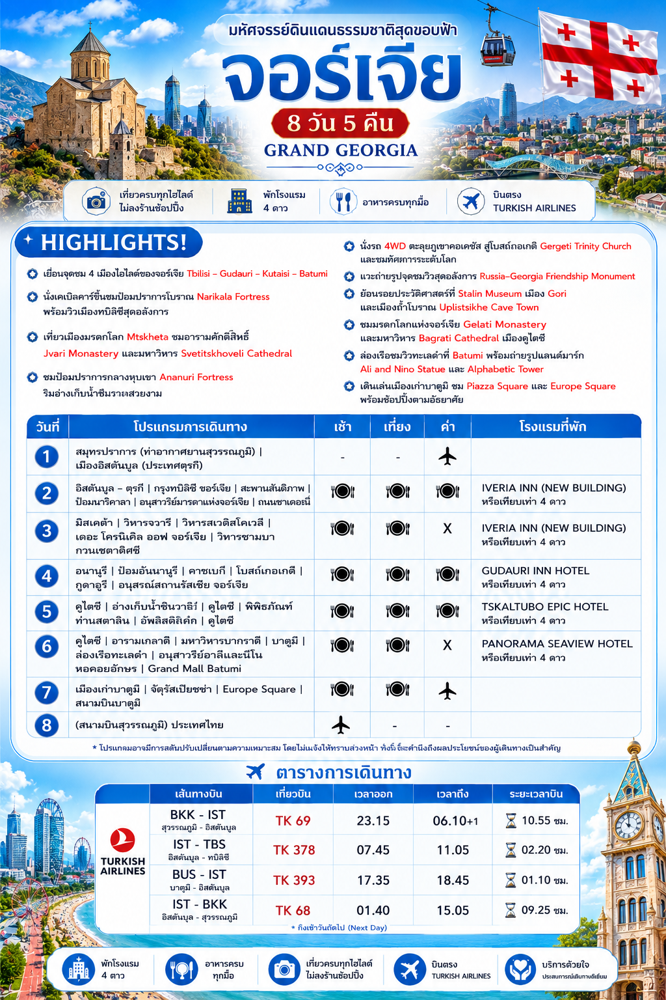 มหัศจรรย์ดินแดนธรรมชาติสุดขอบฟ้า
จอร์เจีย
8 วัน 5 คืน
GRAND GEORGIA
เที่ยวครบทุกไฮไลต์
ไม่ลงร้านช้อปปิ้ง
พักโรงแรม
4 ดาว
อาหารครบทุกมื้อ
บินตรง
TURKISH AIRLINES
HIGHLIGHTS!
เยือนจุดชม 4 เมืองไฮไลต์ของจอร์เจีย Tbilisi – Gudauri – Kutaisi – Batumi
นั่งเคเบิลคาร์ขึ้นชมป้อมปราการโบราณ Narikala Fortress
พร้อมวิวเมืองทบิลิซีสุดอลังการ
เที่ยวเมืองมรดกโลก Mtskheta ชมอารามศักดิ์สิทธิ์
Jvari Monastery และมหาวิหาร Svetitskhoveli Cathedral
ชมป้อมปราการกลางหุบเขา Ananuri Fortress
ริมอ่างเก็บน้ำสวยงาม
นั่งรถ 4WD ตะลุยภูเขาคอเคซัส สู่โบสถ์ Gergeti Trinity Church
และชมทัศระดับโลก
แวะถ่ายรูปจุดชมวิวสุดอลังการ Russia–Georgia Friendship Monument
ย้อนรอยประวัติศาสตร์ที่ Stalin Museum เมือง Gori
และเมืองถ้ำโบราณ Uplistsikhe Cave Town
ชมมรดกโลกแห่งจอร์เจีย Gelati Monastery
และมหาวิหาร Bagrati Cathedral เมืองคูไตซี
ล่องเรือชมวิวทะเลดำที่ Batumi พร้อมถ่ายรูปแลนด์มาร์ก
Ali and Nino Statue และ Alphabetic Tower
เดินเล่นเมืองเก่าบาตูมี ชม Piazza Square และ Europe Square
พร้อมช้อปปิ้งตามอัธยาศัย
วันที่ โปรแกรมการเดินทาง เช้า เที่ยง ค่ำ โรงแรมที่พัก
1 สมุทรปราการ (ท่าอากาศยานสุวรรณภูมิ) | - -
เมืองอิสตันบูล (ประเทศตุรกี)
2 อิสตันบูล – ตุรกี | กรุงทบิลิซี จอร์เจีย | สะพานสันติภาพ | IVERIA INN (NEW BUILDING)
ป้อมนาริคาลา | อนุสาวรีย์มารดาแห่งจอร์เจีย | หรือเทียบเท่า 4 ดาว
3 มิสเคต้า | วิหารจวารี | วิหารสเวติสโคเวลี | X IVERIA INN (NEW BUILDING)
เดอะ โครนิเคิล ออฟ จอร์เจีย | วิทารซามบา หรือเทียบเท่า 4 ดาว
กวนเซตาดิศซี
4 อนานูรี | ป้อมอันนานูรี | คาซเบกี | โบสถ์เกอเกตี | GUDAURI INN HOTEL
กูดาอูรี | อนุสรณ์สถานรัสเซีย จอร์เจีย หรือเทียบเท่า 4 ดาว
5 คูไตซี | อ่างเก็บน้ำ | คูไตซี | พิพิธภัณฑ์ TSKALTUBO EPIC HOTEL
ท่านสตาลิน | | คูไตซี หรือเทียบเท่า 4 ดาว
6 คูไตซี | อารามเกลาตี | มหาวิหารบากราตี | บาตูมี | X PANORAMA SEAVIEW HOTEL
ล่องเรือทะเลดำ | อนุสาวรีย์อาลีและนีโน หรือเทียบเท่า 4 ดาว
หอคอยอักษร | Grand Mall Batumi
7 เมืองเก่าบาตูมี | จัตุรัสเปียซซ่า | Europe Square |
สนามบินบาตูมี
8 (สนามบินสุวรรณภูมิ) ประเทศไทย - -
* โปรแกรมอาจมีการสลับปรับเปลี่ยนตามความเหมาะสม โดยไม่แจ้งให้ทราบล่วงหน้า คำนึงถึงผลประโยชน์ของผู้เดินทางเป็นสำคัญ
ตารางการเดินทาง
เส้นทางบิน เที่ยวบิน เวลาออก เวลาถึง ระยะเวลาบิน
TURKISH AIRLINES
BKK - IST TK 69 23.15 06.10+1 10.55 ชม.
สุวรรณภูมิ - อิสตันบูล
IST - TBS TK 378 07.45 11.05 02.20 ชม.
อิสตันบูล - ทบิลิซี
BUS - IST TK 393 17.35 18.45 01.10 ชม.
บาตูมี - อิสตันบูล
IST - BKK TK 68 01.40 15.05 09.25 ชม.
อิสตันบูล - สุวรรณภูมิ
* ถึงเช้าวันถัดไป (Next Day)
พักโรงแรม
4 ดาว
อาหารครบ
ทุกมื้อ
เที่ยวครบทุกไฮไลต์
ไม่ลงร้านช้อปปิ้ง
บินตรง
TURKISH AIRLINES
บริการด้วยใจ